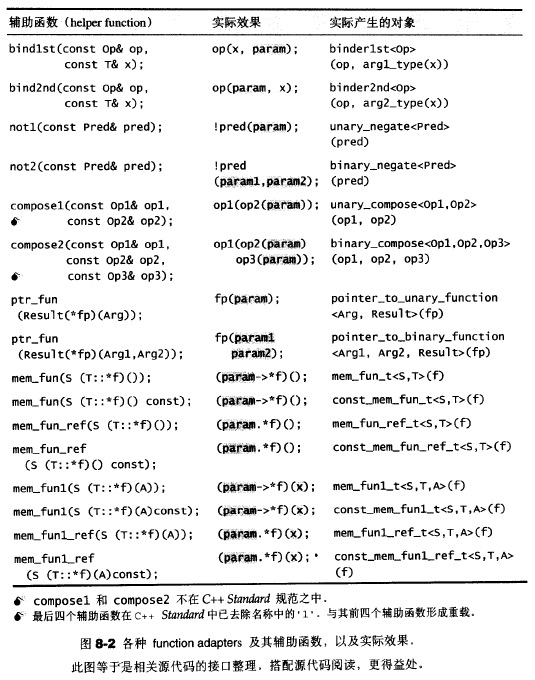 辅助函数（helper function） 实际效果 实际产生的对象
bind1st(const Op& op, op(x, param); binder1st<Op>
const T& x); (op, arg1_type(x))
bind2nd(const Op& op, op(param, x); binder2nd<Op>
const T& x); (op, arg2_type(x))
not1(const Pred& pred); !pred(param); unary_negate<Pred>
(pred)
not2(const Pred& pred); !pred binary_negate<Pred>
(param1,param2); (pred)
compose1(const Op1& op1, op1(op2(param)); unary_compose<Op1,Op2>
const Op2& op2); (op1, op2)
compose2(const Op1& op1, op1(op2(param) binary_compose<Op1,Op2,Op3>
const Op2& op2, op3(param)); (op1, op2, op3)
const Op3& op3);
ptr_fun fp(param); pointer_to_unary_function
(Result(*fp)(Arg)); <Arg, Result>(fp)
ptr_fun fp(param1 pointer_to_binary_function
(Result(*fp)(Arg1,Arg2)); param2); <Arg1, Arg2, Result>(fp)
mem_fun(S (T::*f)()); (param->*f)(); mem_fun_t<S,T>(f)
mem_fun(S (T::*f)() const); (param->*f)(); const_mem_fun_t<S,T>(f)
mem_fun_ref(S (T::*f)()); (param.*f)(); mem_fun_ref_t<S,T>(f)
mem_fun_ref (param.*f)(); const_mem_fun_ref_t<S,T>(f)
(S (T::*f)() const);
mem_fun1(S (T::*f)(A)); (param->*f)(x); mem_fun1_t<S,T,A>(f)
mem_fun1(S (T::*f)(A)const); (param->*f)(x); const_mem_fun1_t<S,T,A>(f)
mem_fun1_ref(S (T::*f)(A)); (param.*f)(x); mem_fun1_ref_t<S,T,A>(f)
mem_fun1_ref (param.*f)(x); const_mem_fun1_ref_t<S,T,A>
(S (T::*f)(A)const); (f)
compose1 和 compose2 不在 C++ Standard 规范之中．
最后四个辅助函数在 C++ Standard 中已去除名称中的‘1’．与其前四个辅助函数形成重载．
图 8-2 各种 function adapters 及其辅助函数，以及实际效果．
此图等于是相关源代码的接口整理．搭配源代码阅读，更得益处．